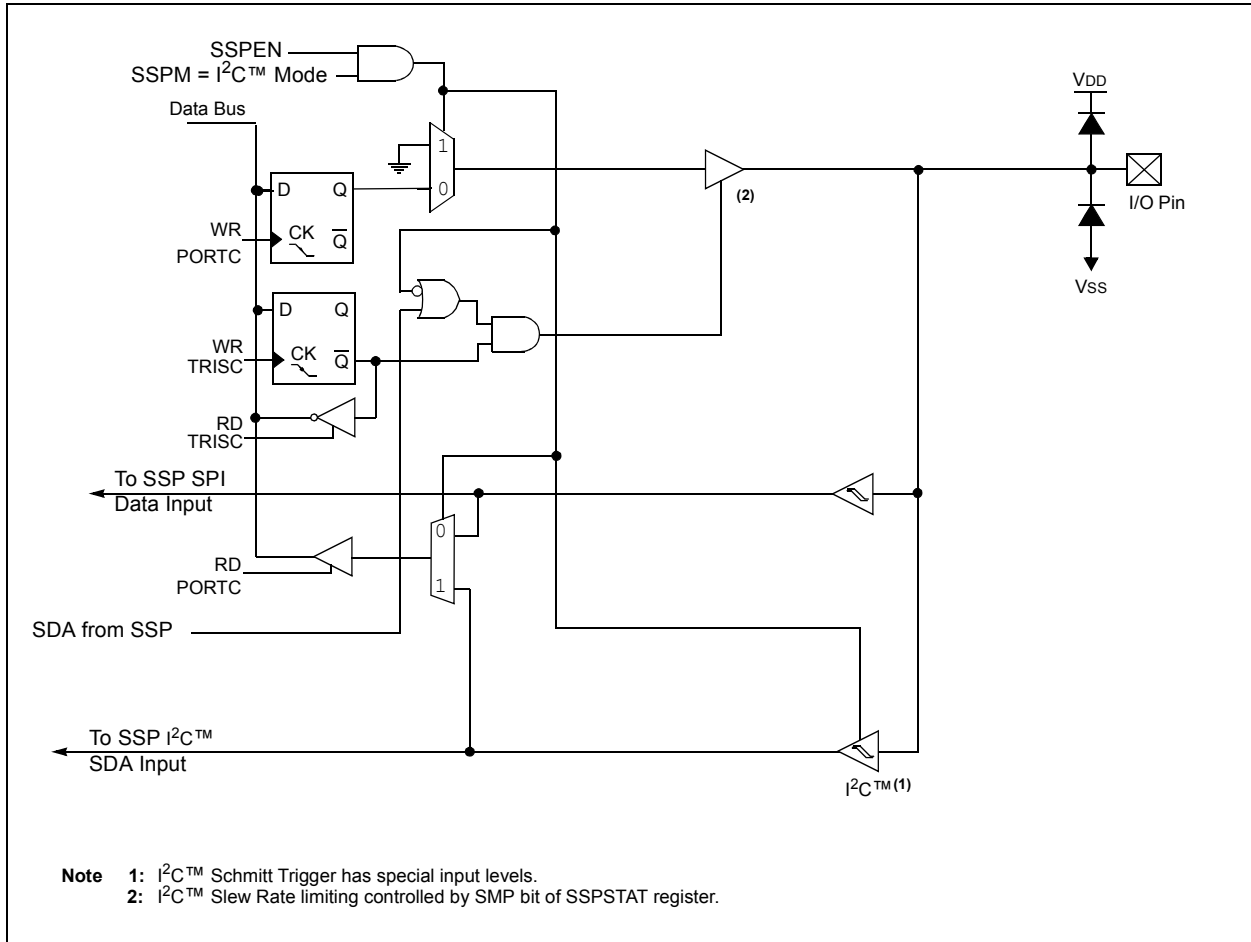 SSPEN
SSPM = I²C™ Mode
Data Bus
VDD
1
0
D Q
CK Q
WR
PORTC
(2)
I/O Pin
VSS
D Q
CK Q
WR
TRISC
RD
TRISC
To SSP SPI
Data Input
0
1
RD
PORTC
SDA from SSP
To SSP I²C™
SDA Input
I²C™(1)
Note 1: I²C™ Schmitt Trigger has special input levels.
2: I²C™ Slew Rate limiting controlled by SMP bit of SSPSTAT register.